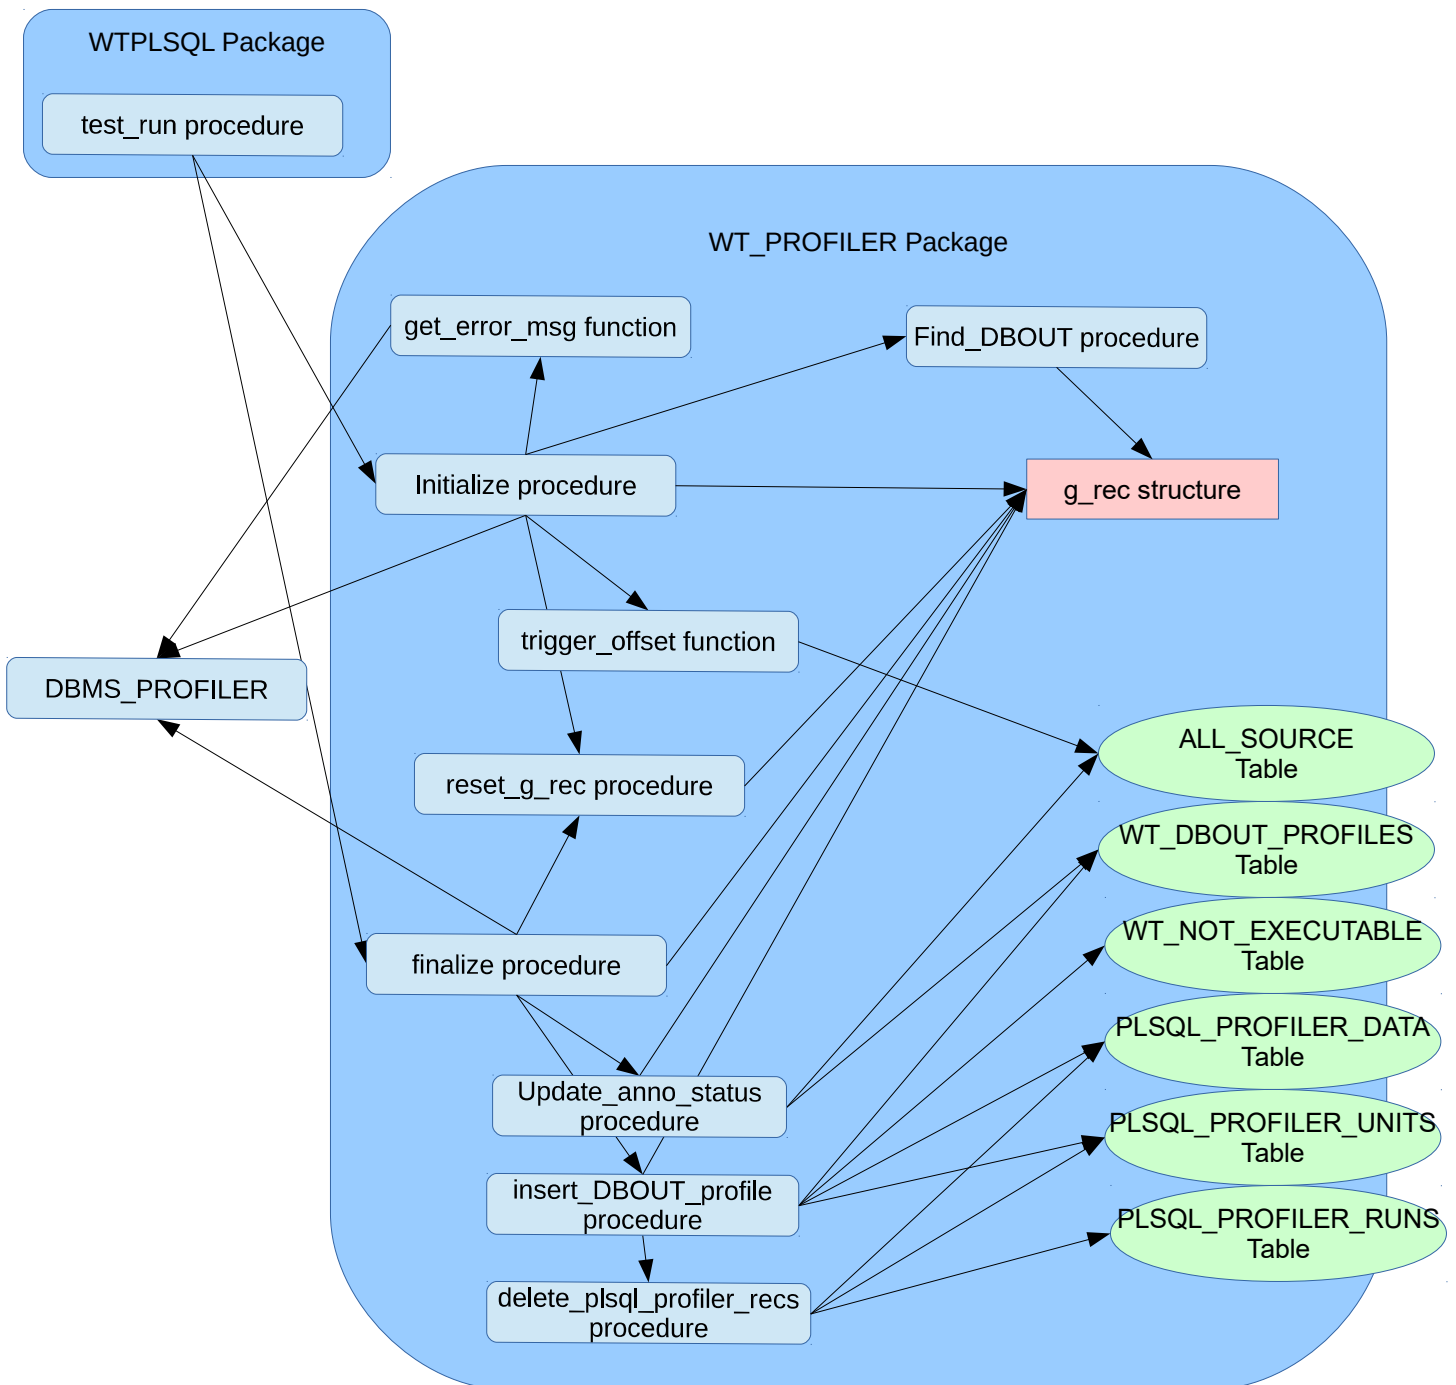 WTPLSQL Package
test_run procedure
WT_PROFILER Package
get_error_msg function
Find_DBOUT procedure
Initialize procedure
g_rec structure
trigger_offset function
DBMS_PROFILER
ALL_SOURCE
Table
reset_g_rec procedure
WT_DBOUT_PROFILES
Table
WT_NOT_EXECUTABLE
Table
finalize procedure
PLSQL_PROFILER_DATA
Table
Update_anno_status
procedure
PLSQL_PROFILER_UNITS
Table
insert_DBOUT_profile
procedure
PLSQL_PROFILER_RUNS
Table
delete_plsql_profiler_recs
procedure